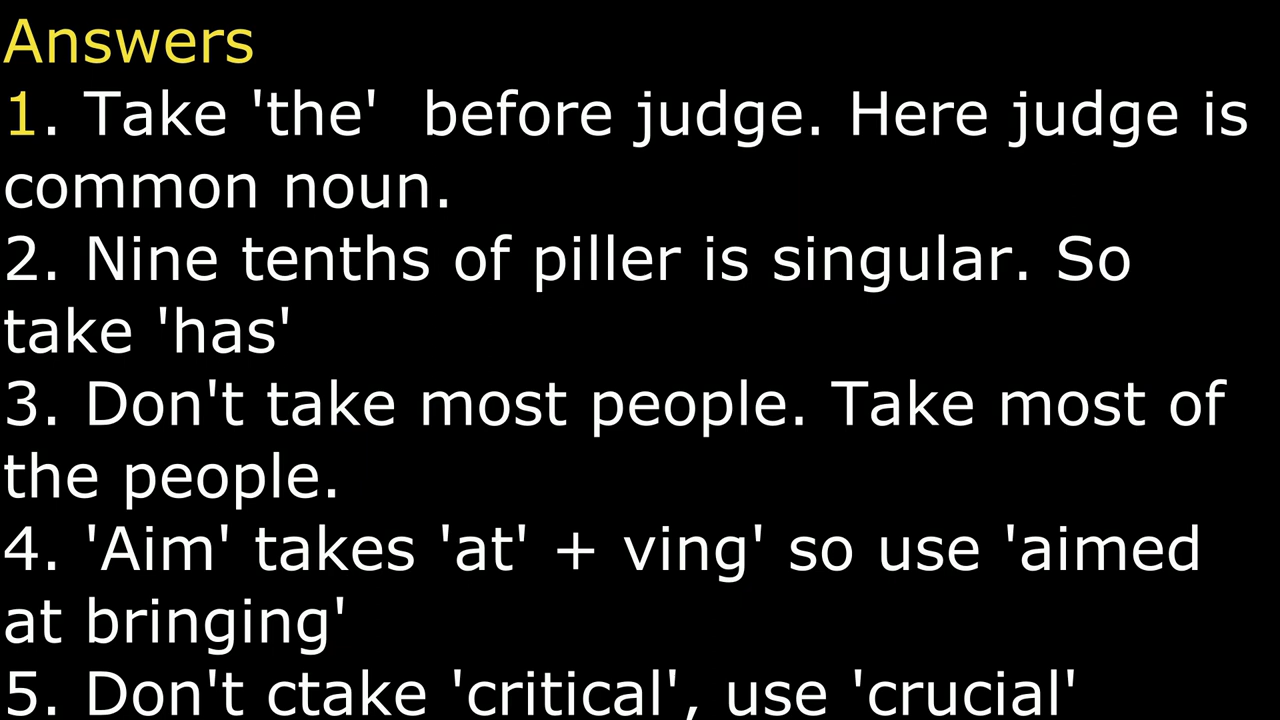 Answers
1. Take 'the'  before judge. Here judge is
common noun.
2. Nine tenths of piller is singular. So
take 'has'
3. Don't take most people. Take most of
the people.
4. 'Aim' takes 'at' + ving' so use 'aimed
at bringing'
5. Don't ctake 'critical', use 'crucial'